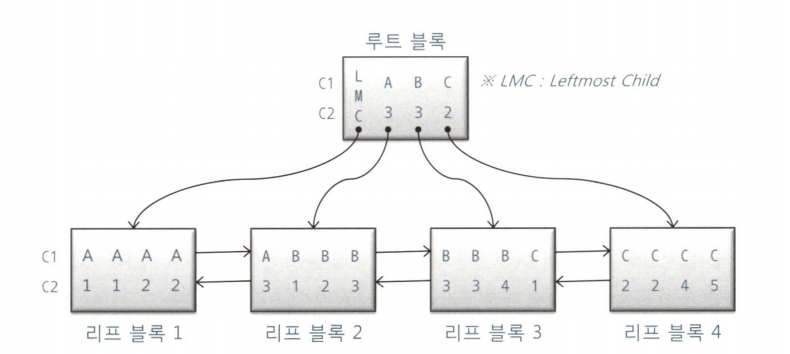 루트 블록
C1 L M C A B C
C2 3 3 2
※ LMC : Leftmost Child
C1 A A A A A B B B B B B C C C C C
C2 1 1 2 2 3 1 2 3 3 3 4 1 2 2 4 5
리프 블록 1 리프 블록 2 리프 블록 3 리프 블록 4